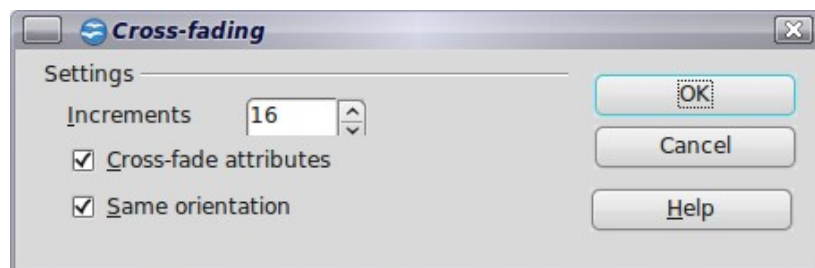 Cross-fading
Settings
Increments 16
Cross-fade attributes
Same orientation
OK
Cancel
Help